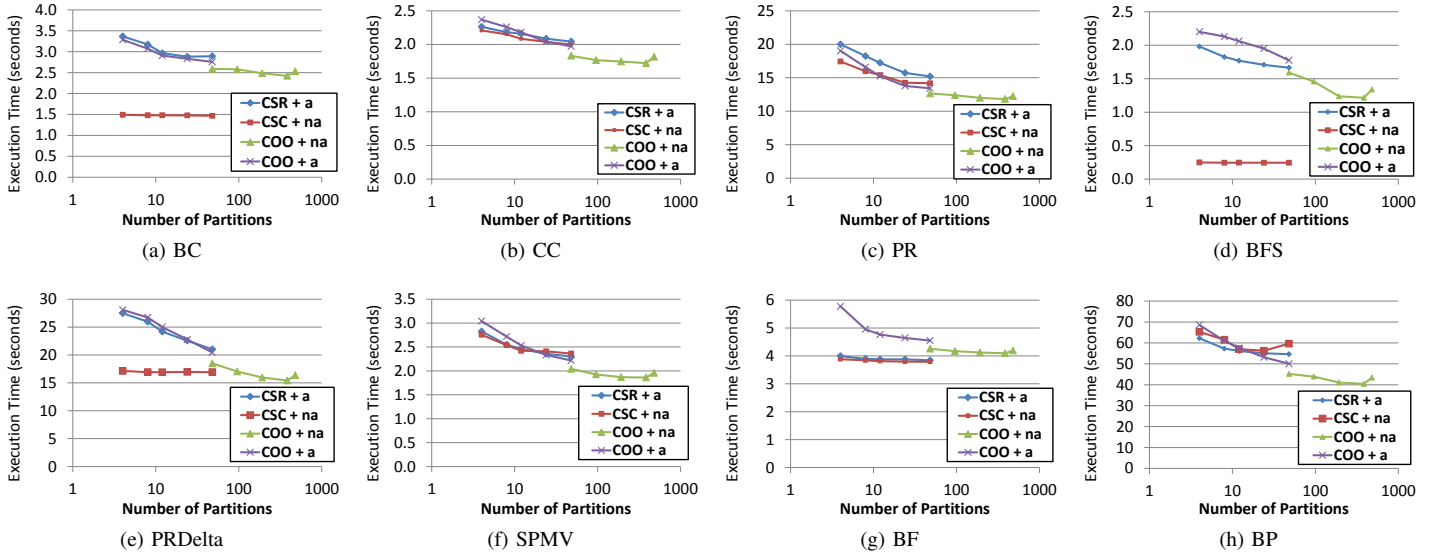 Execution Time (seconds)
4.0
3.5
3.0
2.5
2.0
1.5
1.0
0.5
0.0
1
10
100
1000
Number of Partitions
CSR + a
CSC + na
COO + na
COO + a
(a) BC
Execution Time (seconds)
2.5
2.0
1.5
1.0
0.5
0.0
1
10
100
1000
Number of Partitions
CSR + a
CSC + na
COO + na
COO + a
(b) CC
Execution Time (seconds)
25
20
15
10
5
0
1
10
100
1000
Number of Partitions
CSR + a
CSC + na
COO + na
COO + a
(c) PR
Execution Time (seconds)
2.5
2.0
1.5
1.0
0.5
0.0
1
10
100
1000
Number of Partitions
CSR + a
CSC + na
COO + na
COO + a
(d) BFS
Execution Time (seconds)
30
25
20
15
10
5
0
1
10
100
1000
Number of Partitions
CSR + a
CSC + na
COO + na
COO + a
(e) PRDelta
Execution Time (seconds)
3.5
3.0
2.5
2.0
1.5
1.0
0.5
0.0
1
10
100
1000
Number of Partitions
CSR + a
CSC + na
COO + na
COO + a
(f) SPMV
Execution Time (seconds)
6
5
4
3
2
1
0
1
10
100
1000
Number of Partitions
CSR + a
CSC + na
COO + na
COO + a
(g) BF
Execution Time (seconds)
80
70
60
50
40
30
20
10
0
1
10
100
1000
Number of Partitions
CSR + a
CSC + na
COO + na
COO + a
(h) BP